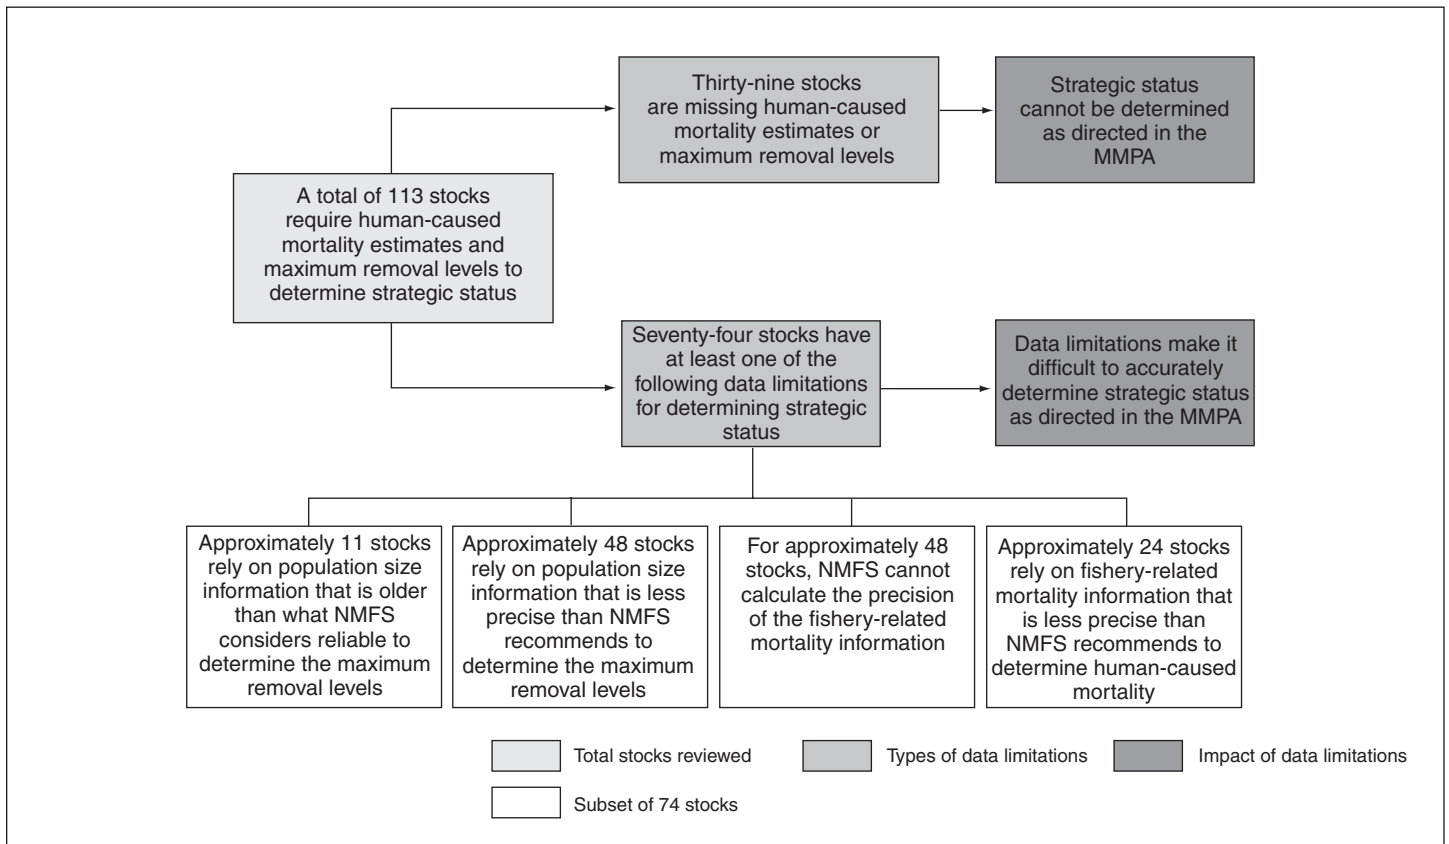 Thirty-nine stocks
are missing human-caused
mortality estimates or
maximum removal levels
Strategic status
cannot be determined
as directed in the
MMPA
A total of 113 stocks
require human-caused
mortality estimates and
maximum removal levels to
determine strategic status
Seventy-four stocks have
at least one of the
following data limitations
for determining strategic
status
Data limitations make it
difficult to accurately
determine strategic status
as directed in the MMPA
Approximately 11 stocks
rely on population size
information that is older
than what NMFS
considers reliable to
determine the maximum
removal levels
Approximately 48 stocks
rely on population size
information that is less
precise than NMFS
recommends to
determine the maximum
removal levels
For approximately 48
stocks, NMFS cannot
calculate the precision
of the fishery-related
mortality information
Approximately 24 stocks
rely on fishery-related
mortality information that
is less precise than
NMFS recommends to
determine human-caused
mortality
Total stocks reviewed
Types of data limitations
Impact of data limitations
Subset of 74 stocks